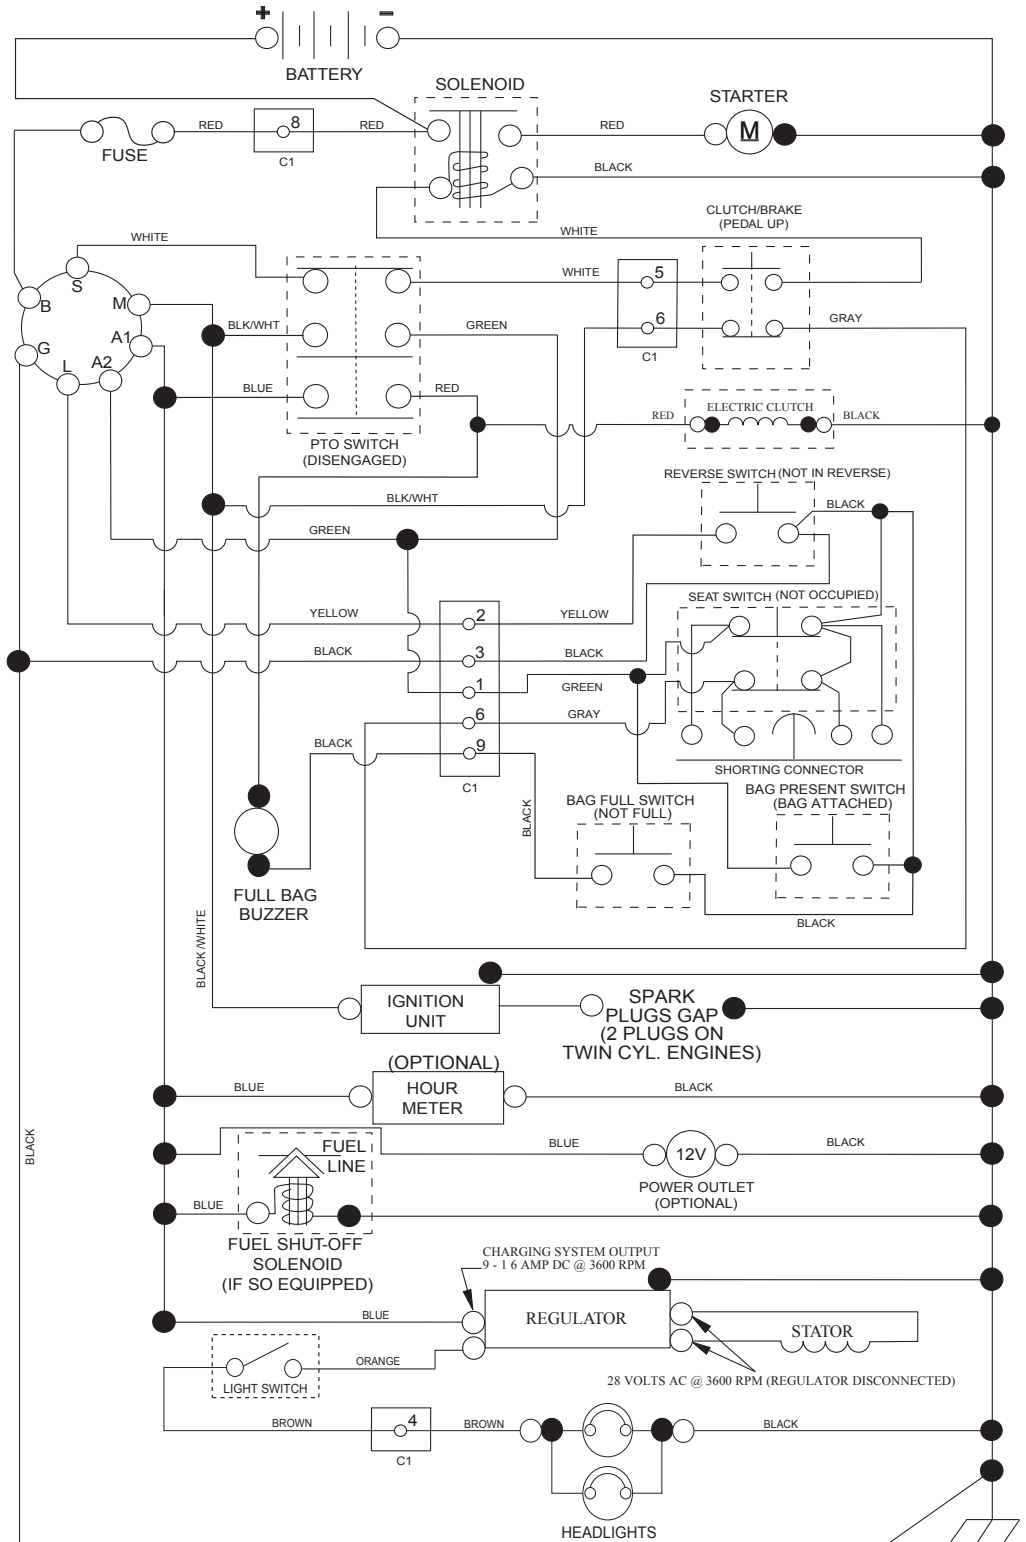 + -
BATTERY
SOLENOID
STARTER
8
RED
RED
RED
M
FUSE
C1
BLACK
CLUTCH/BRAKE
(PEDAL UP)
WHITE
WHITE
WHITE
5
S
B
M
BLK/WHT
GREEN
6
GRAY
A1
G
C1
L
A2
BLUE
RED
RED
ELECTRIC CLUTCH
BLACK
PTO SWITCH
(DISENGAGED)
REVERSE SWITCH (NOT IN REVERSE)
BLK/WHT
BLACK
GREEN
SEAT SWITCH (NOT OCCUPIED)
YELLOW
2
YELLOW
BLACK
3
BLACK
1
GREEN
6
GRAY
BLACK
9
SHORTING CONNECTOR
C1
BAG PRESENT SWITCH
(BAG ATTACHED)
BAG FULL SWITCH
(NOT FULL)
BLACK
FULL BAG
BUZZER
BLACK
BLACK /WHITE
IGNITION
UNIT
SPARK
PLUGS GAP
(2 PLUGS ON
TWIN CYL. ENGINES)
(OPTIONAL)
HOUR
METER
BLUE
BLACK
BLACK
FUEL
LINE
BLUE
12V
BLACK
POWER OUTLET
(OPTIONAL)
BLUE
FUEL SHUT-OFF
SOLENOID
(IF SO EQUIPPED)
CHARGING SYSTEM OUTPUT
9 - 1 6 AMP DC @ 3600 RPM
BLUE
REGULATOR
STATOR
ORANGE
LIGHT SWITCH
28 VOLTS AC @ 3600 RPM (REGULATOR DISCONNECTED)
BROWN
4
BROWN
BLACK
C1
HEADLIGHTS